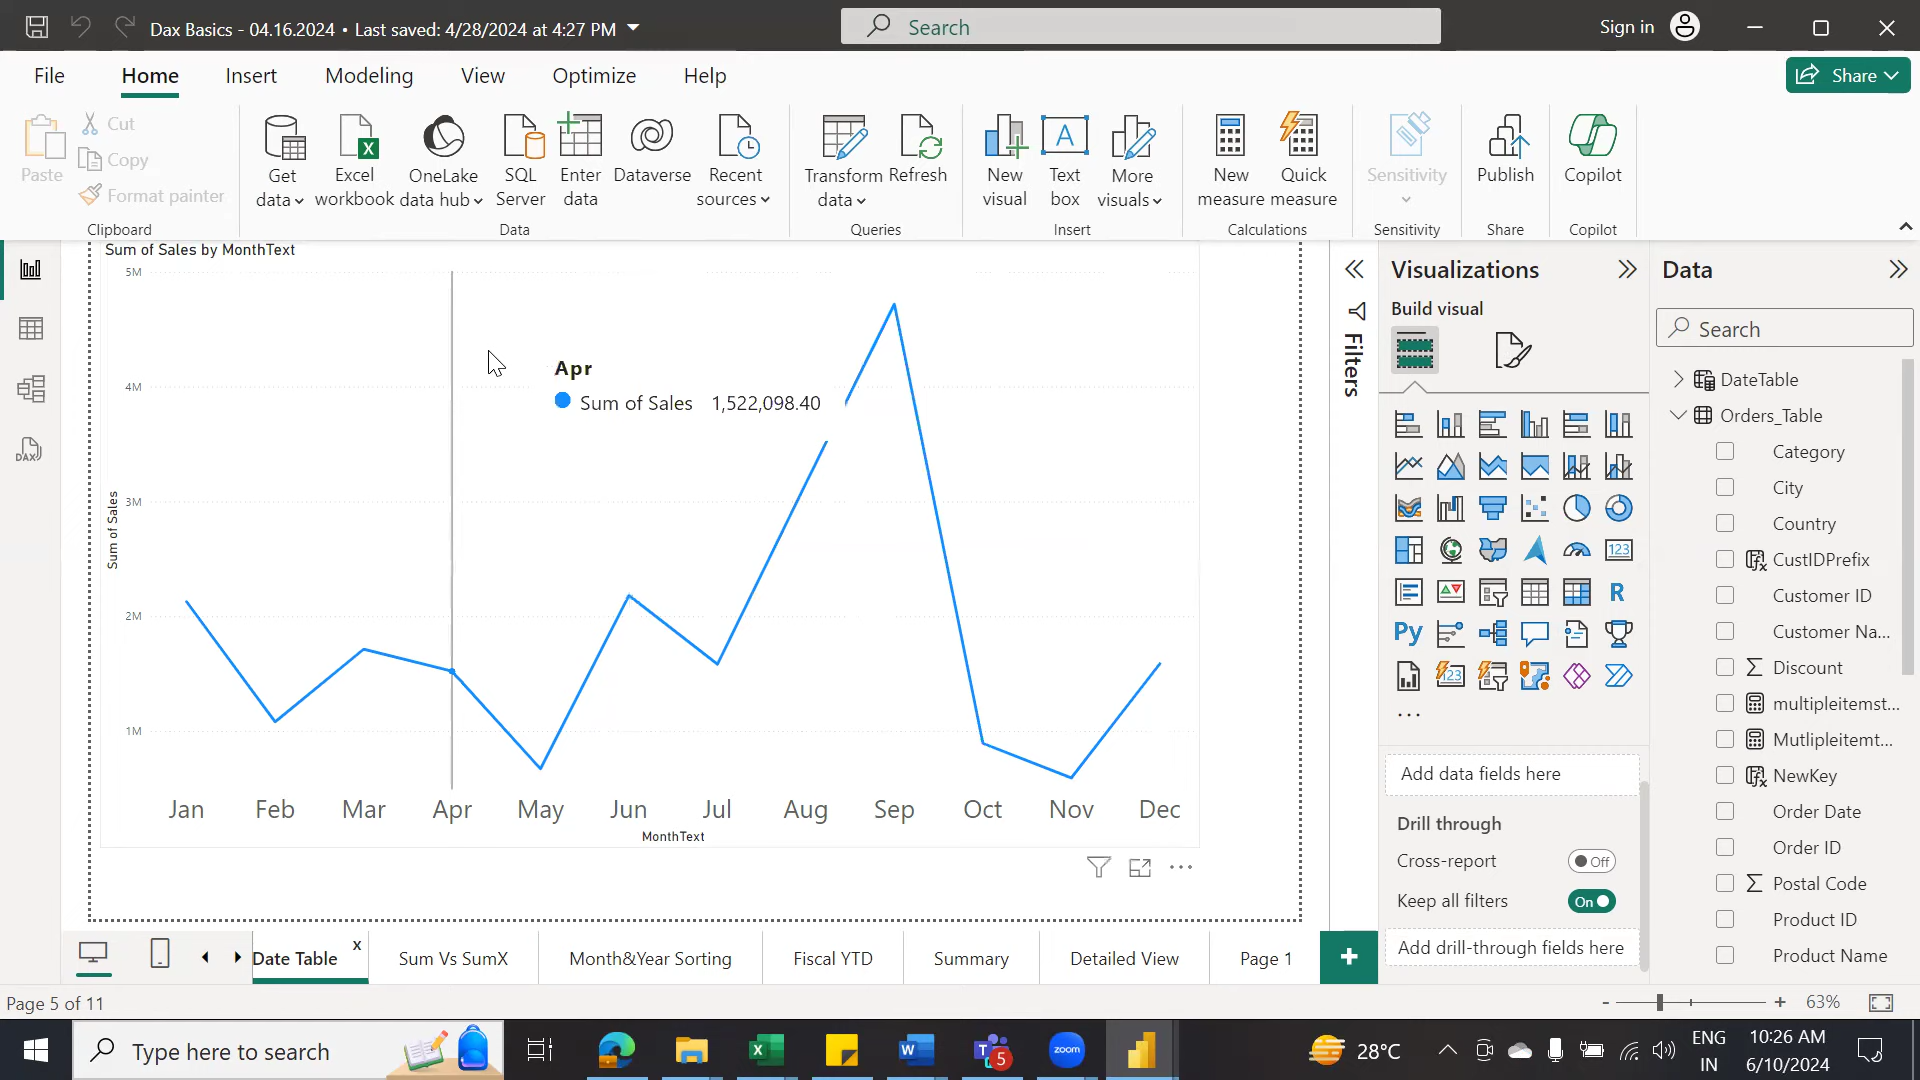 Dax Basics - 04.16.2024 • Last saved: 4/28/2024 at 4:27 PM
Search
Sign in
File
Home
Insert
Modeling
View
Optimize
Help
Share
Paste
Cut
Copy
Format painter
Clipboard
Get data
Excel workbook
OneLake data hub
SQL Server
Enter data
Dataverse
Recent sources
Data
Transform data
Refresh
Queries
New visual
Text box
More visuals
Insert
New measure
Quick measure
Calculations
Sensitivity
Sensitivity
Publish
Share
Copilot
Copilot
Sum of Sales by MonthText
5M
4M
3M
2M
1M
Sum of Sales
Apr
Sum of Sales 1,522,098.40
Jan Feb Mar Apr May Jun Jul Aug Sep Oct Nov Dec
MonthText
Filters
Visualizations
Build visual
123
R
Py
123
Add data fields here
Drill through
Cross-report
Off
Keep all filters
On
Add drill-through fields here
Data
Search
DateTable
Orders_Table
Category
City
Country
CustIDPrefix
Customer ID
Customer Na...
Discount
multipleitemst...
Mutlipleitemt...
NewKey
Order Date
Order ID
Postal Code
Product ID
Product Name
DAX
Date Table
x
Sum Vs SumX
Month&Year Sorting
Fiscal YTD
Summary
Detailed View
Page 1
+
Page 5 of 11
- + 63%
Type here to search
5
zoom
28°C
ENG
IN
10:26 AM
6/10/2024